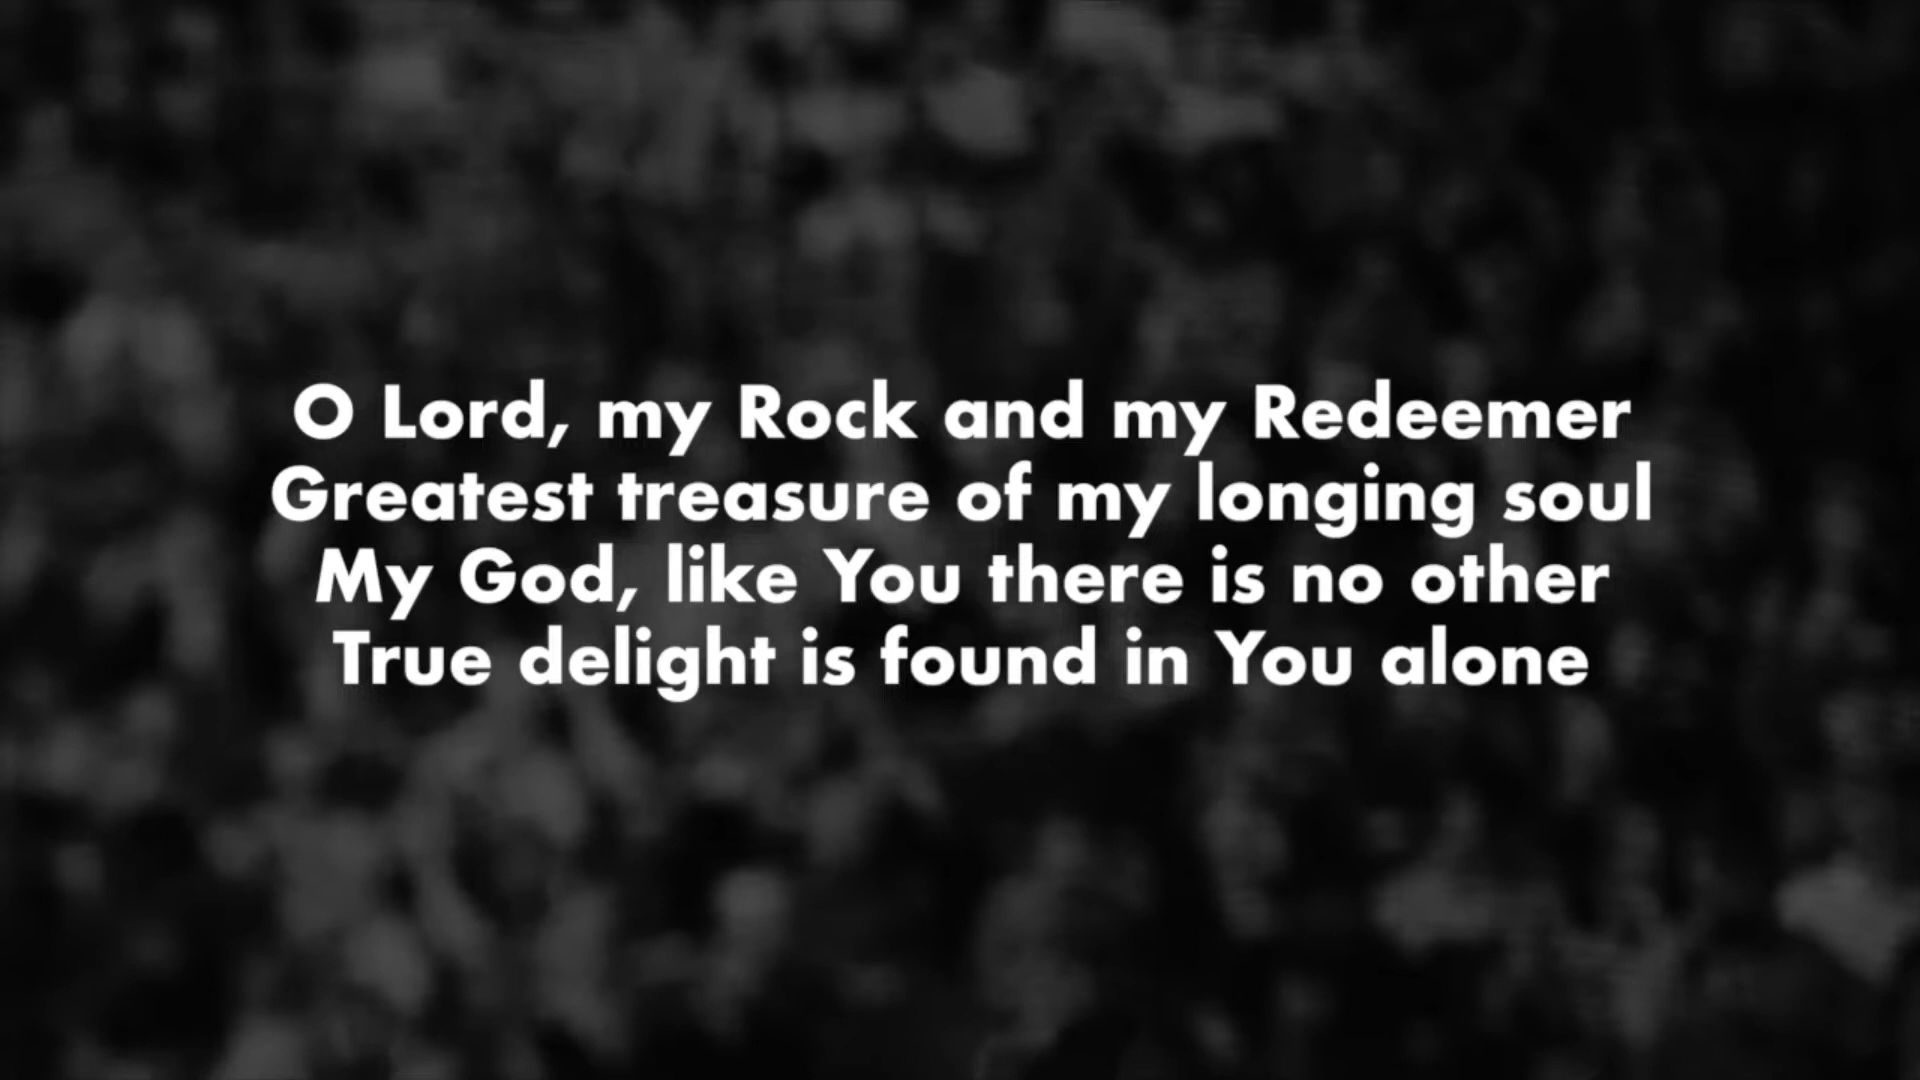 O Lord, my Rock and my Redeemer
Greatest treasure of my longing soul
My God, like You there is no other
True delight is found in You alone